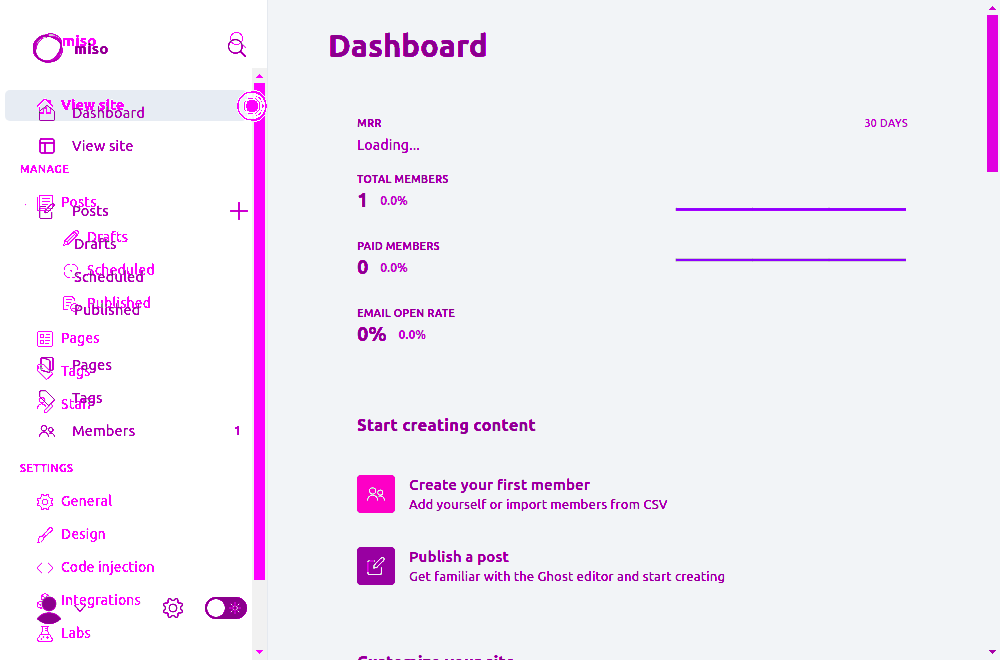 miso
miso
View site
Dashboard
View site
MANAGE
Posts
Posts
Drafts
Drafts
Scheduled
Scheduled
Published
Published
Pages
Pages
Tags
Tags
Staff
Members 1
SETTINGS
General
Design
Code injection
Integrations
Labs
Dashboard
MRR 30 DAYS
Loading...
TOTAL MEMBERS
1 0.0%
PAID MEMBERS
0 0.0%
EMAIL OPEN RATE
0% 0.0%
Start creating content
Create your first member
Add yourself or import members from CSV
Publish a post
Get familiar with the Ghost editor and start creating
Customize your site